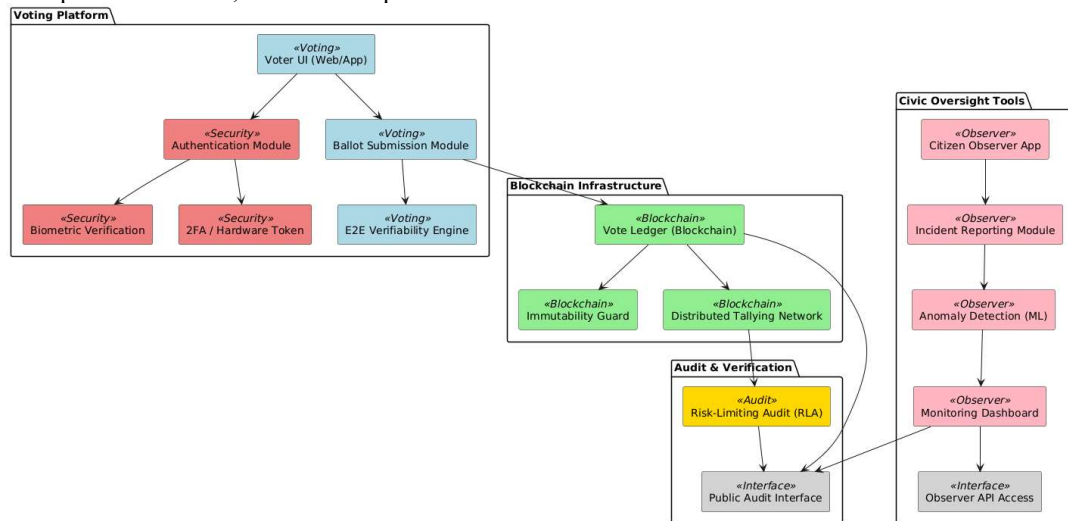 Voting Platform
«Voting»
Voter UI (Web/App)
«Security»
Authentication Module
«Voting»
Ballot Submission Module
«Security»
Biometric Verification
«Security»
2FA / Hardware Token
«Voting»
E2E Verifiability Engine
Blockchain Infrastructure
«Blockchain»
Vote Ledger (Blockchain)
«Blockchain»
Immutability Guard
«Blockchain»
Distributed Tallying Network
Audit & Verification
«Audit»
Risk-Limiting Audit (RLA)
«Interface»
Public Audit Interface
Civic Oversight Tools
«Observer»
Citizen Observer App
«Observer»
Incident Reporting Module
«Observer»
Anomaly Detection (ML)
«Observer»
Monitoring Dashboard
«Interface»
Observer API Access